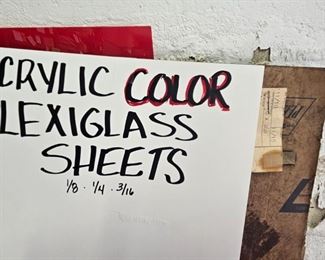 CRYLIC COLOR
LEXIGLASS
SHEETS
1/8 · 1/4 · 3/16